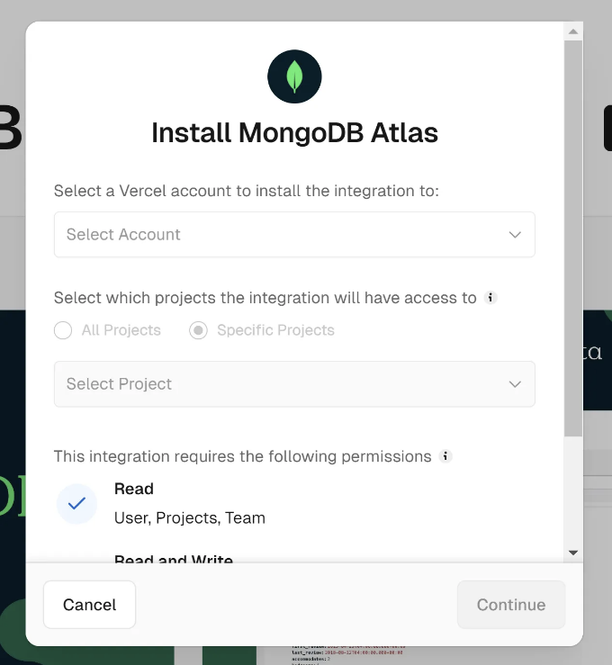 Install MongoDB Atlas
Select a Vercel account to install the integration to:
Select Account
Select which projects the integration will have access to
All Projects
Specific Projects
Select Project
This integration requires the following permissions
Read
User, Projects, Team
Read and Write
Cancel
Continue
B
ta